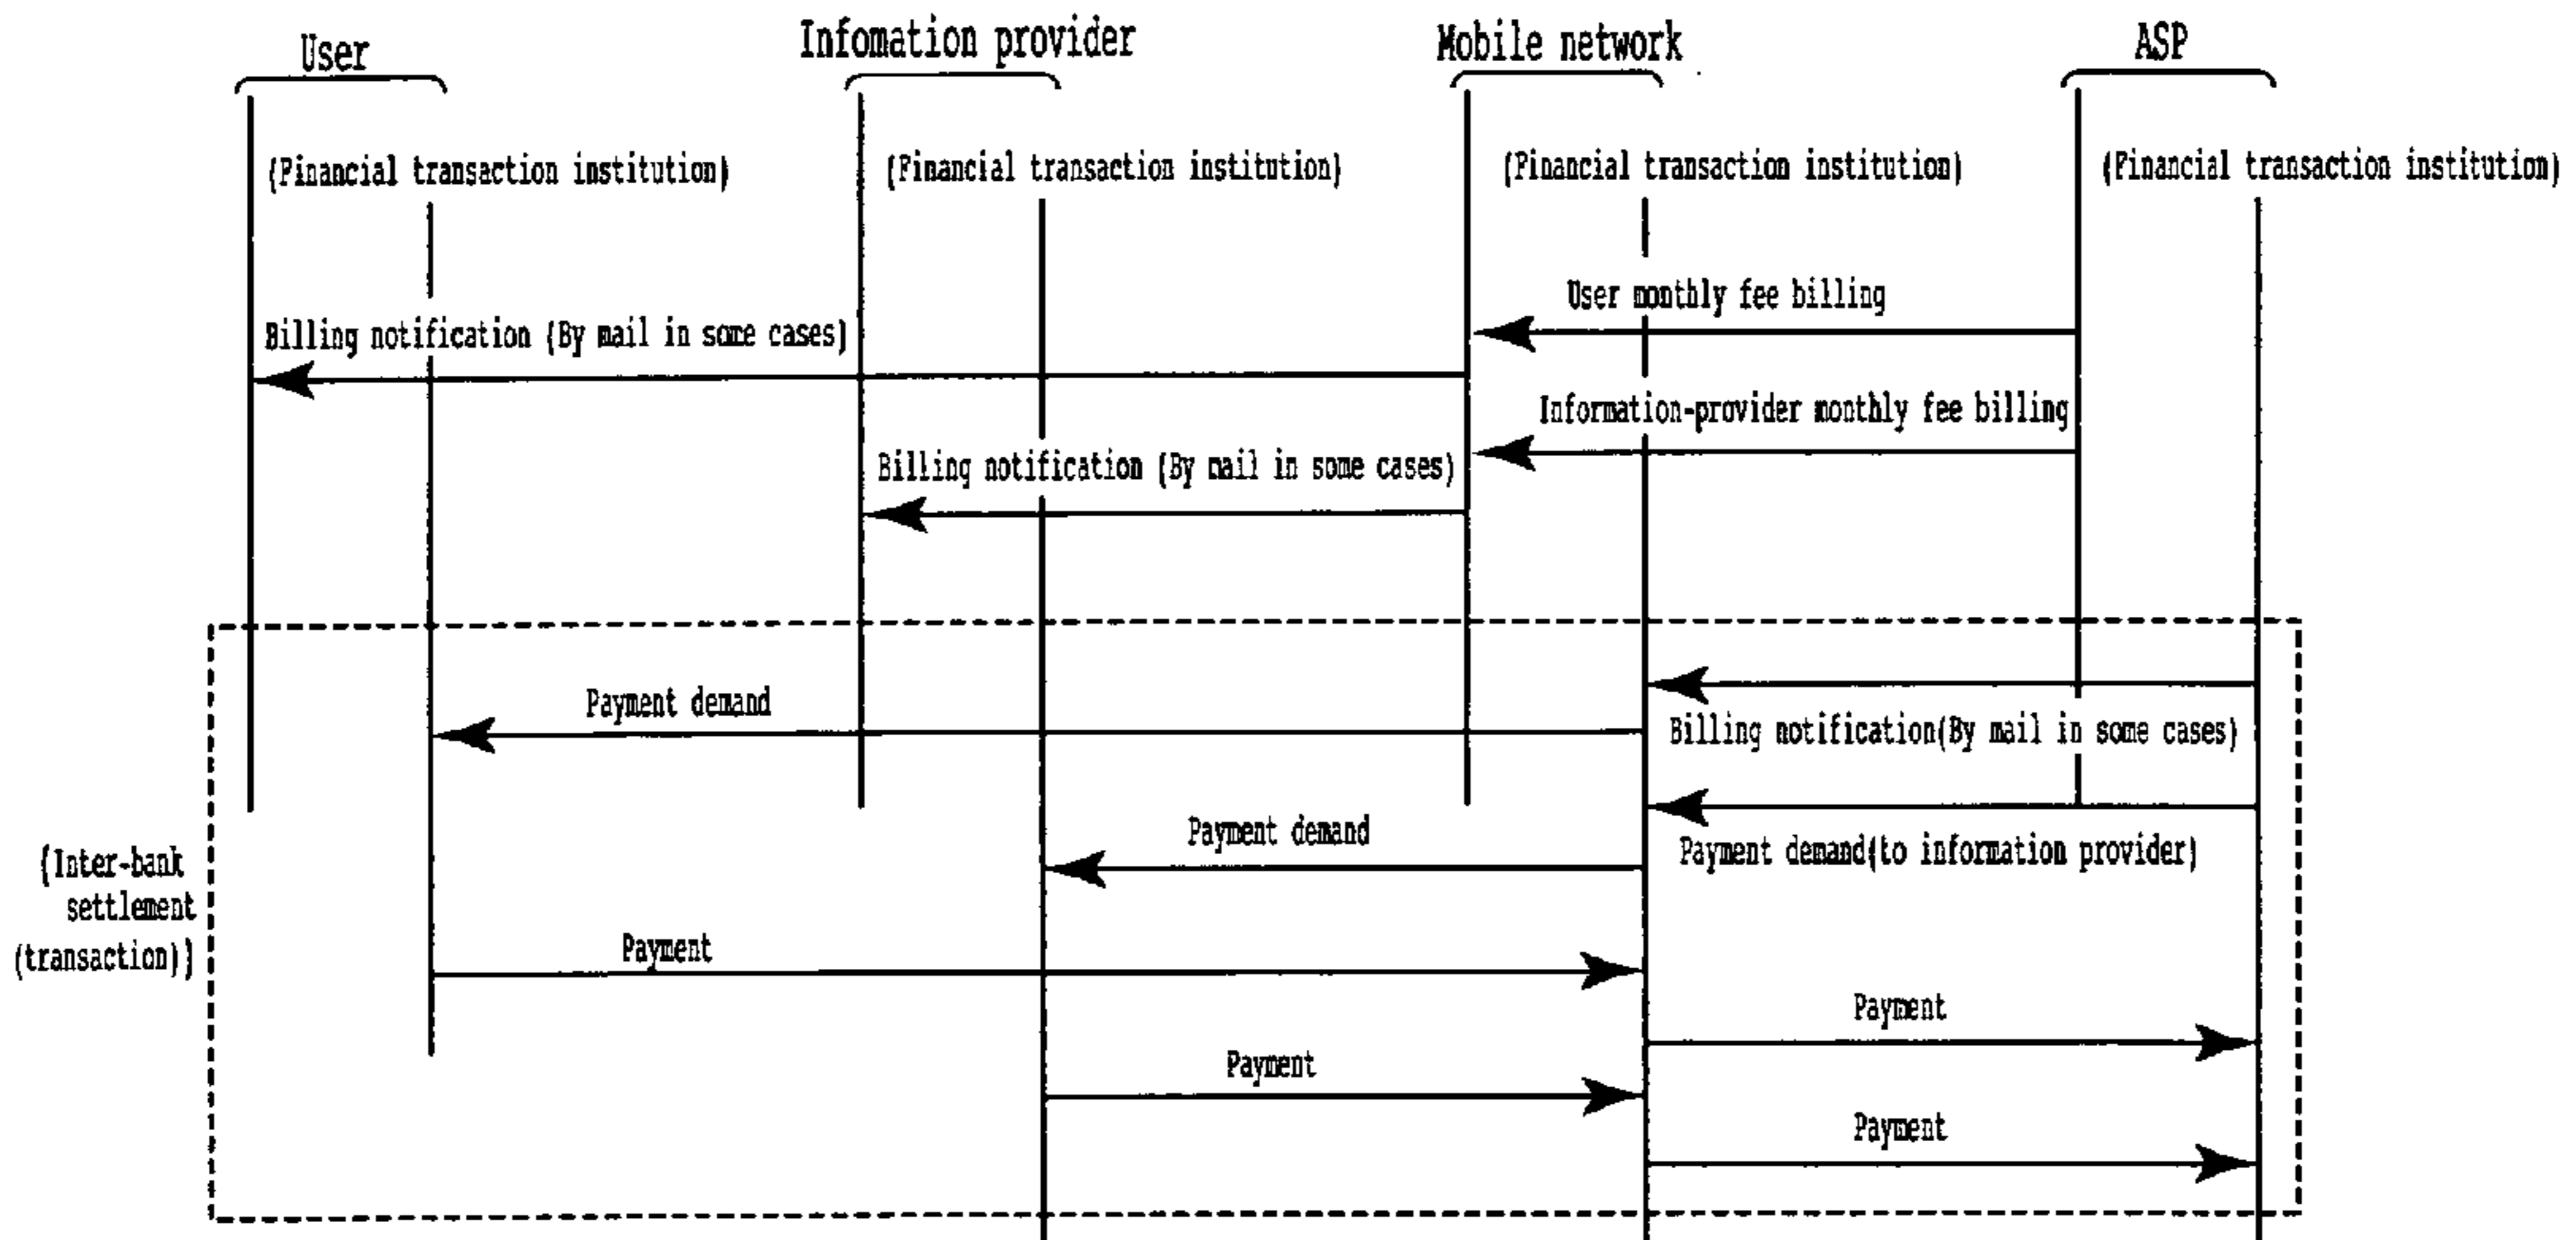 User
Infomation provider
Mobile network
ASP
(Financial transaction institution)
(Financial transaction institution)
(Financial transaction institution)
(Financial transaction institution)
User monthly fee billing
Billing notification (By mail in some cases)
Information-provider monthly fee billing
Billing notification (By mail in some cases)
Payment demand
Billing notification(By mail in some cases)
Payment demand
Payment demand(to information provider)
(Inter-bank
settlement
(transaction))
Payment
Payment
Payment
Payment